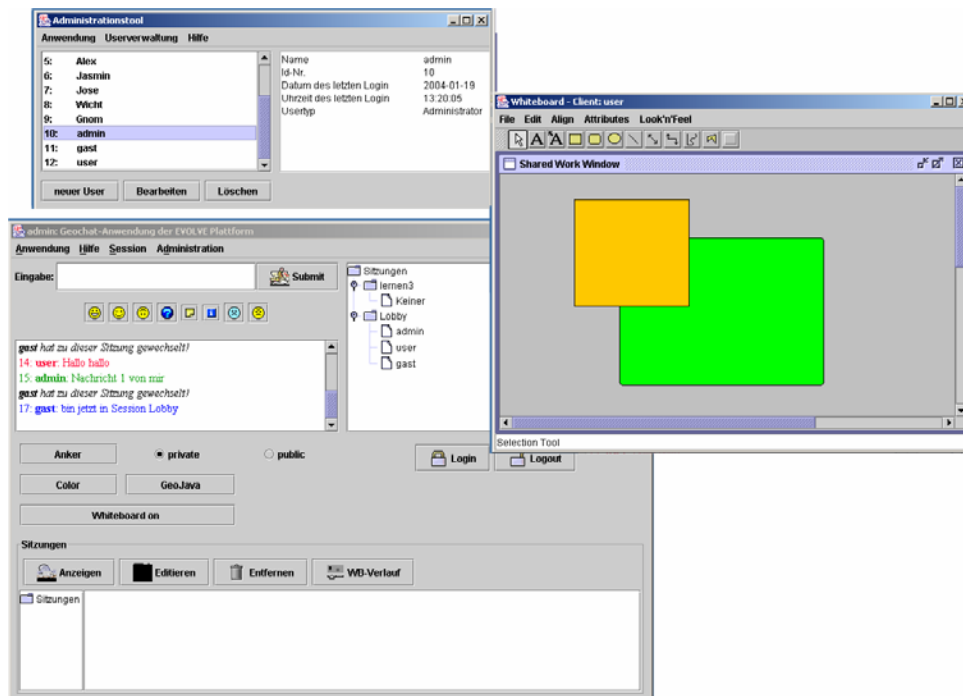 Administrationstool
Anwendung Userverwaltung Hilfe
5: Alex
6: Jasmin
7: Jose
8: Wicht
9: Gnom
10: admin
11: gast
12: user
Name admin
Id-Nr. 10
Datum des letzten Login 2004-01-19
Uhrzeit des letzten Login 13:20:05
Usertyp Administrator
neuer User Bearbeiten Löschen
Whiteboard - Client: user
File Edit Align Attributes Look'n'Feel
A A
Shared Work Window
Selection Tool
admin: Geochat-Anwendung der EVOLVE Plattform
Anwendung Hilfe Session Administration
Eingabe: Submit
gast hat zu dieser Sitzung gewechselt!
14: user: Hallo hallo
15: admin: Nachricht 1 von mir
gast hat zu dieser Sitzung gewechselt!
17: gast: bin jetzt in Session Lobby
Sitzungen
lernen3
Keiner
Lobby
admin
user
gast
Anker private public Login Logout
Color GeoJava
Whiteboard on
Sitzungen
Anzeigen Editieren Entfernen WB-Verlauf
Sitzungen